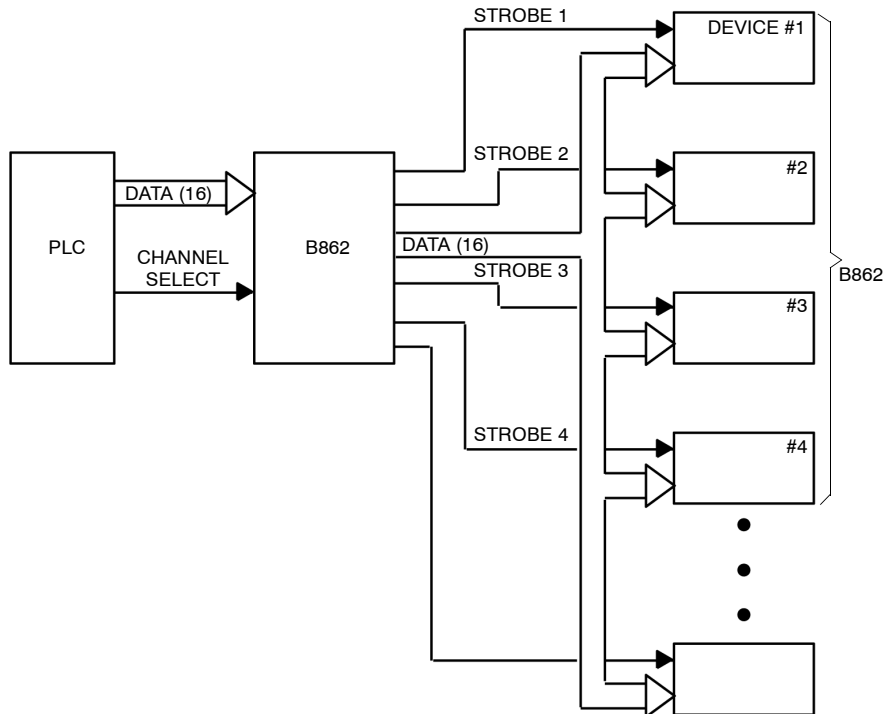 STROBE 1
DEVICE #1
STROBE 2
#2
DATA (16)
PLC
B862
DATA (16)
CHANNEL
SELECT
STROBE 3
B862
#3
STROBE 4
#4